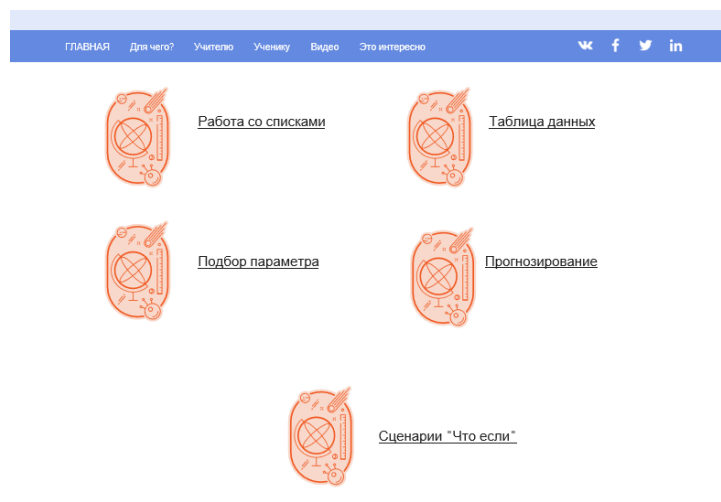 ГЛАВНАЯ Для чего? Учителю Ученику Видео Это интересно
Работа со списками
Таблица данных
Подбор параметра
Прогнозирование
Сценарии "Что если"